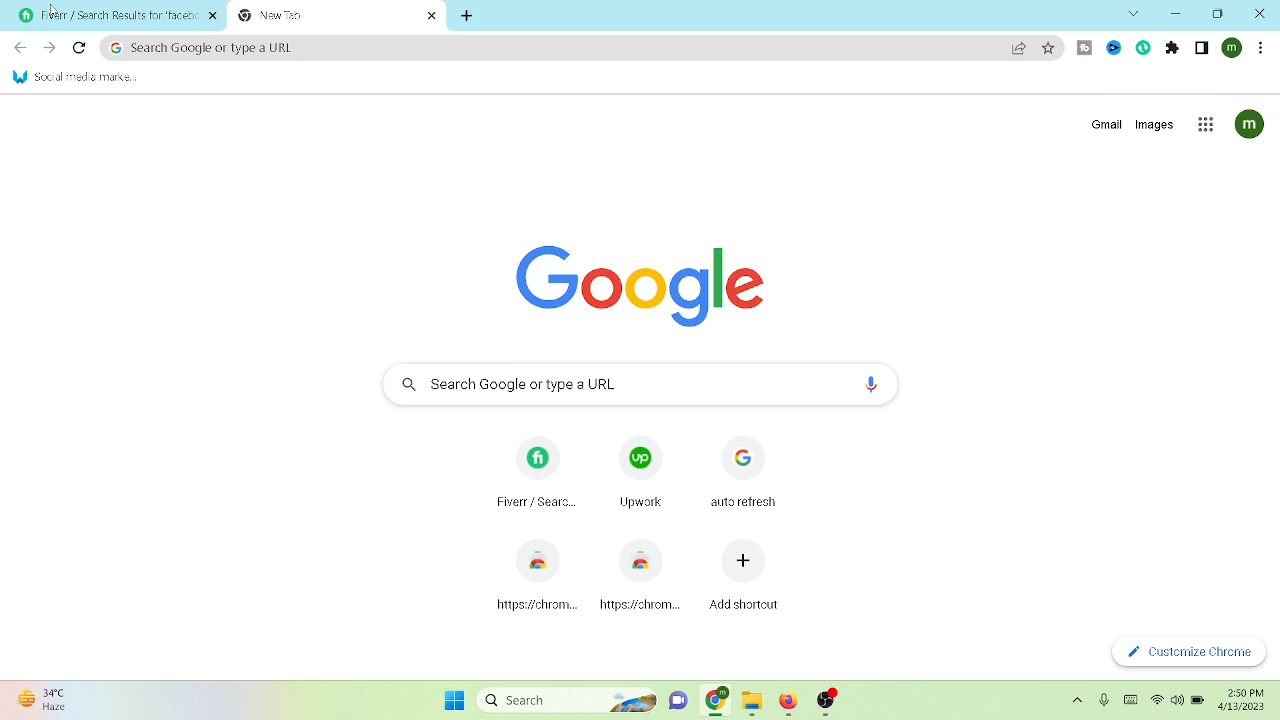 Fiverr / Search Results for 'facebo
New Tab
Search Google or type a URL
Social media marke...
Gmail
Images
m
Google
Search Google or type a URL
Fiverr / Searc...
Upwork
auto refresh
https://chrom...
https://chrom...
Add shortcut
Customize Chrome
34°C
Haze
Search
2:50 PM
4/13/2023